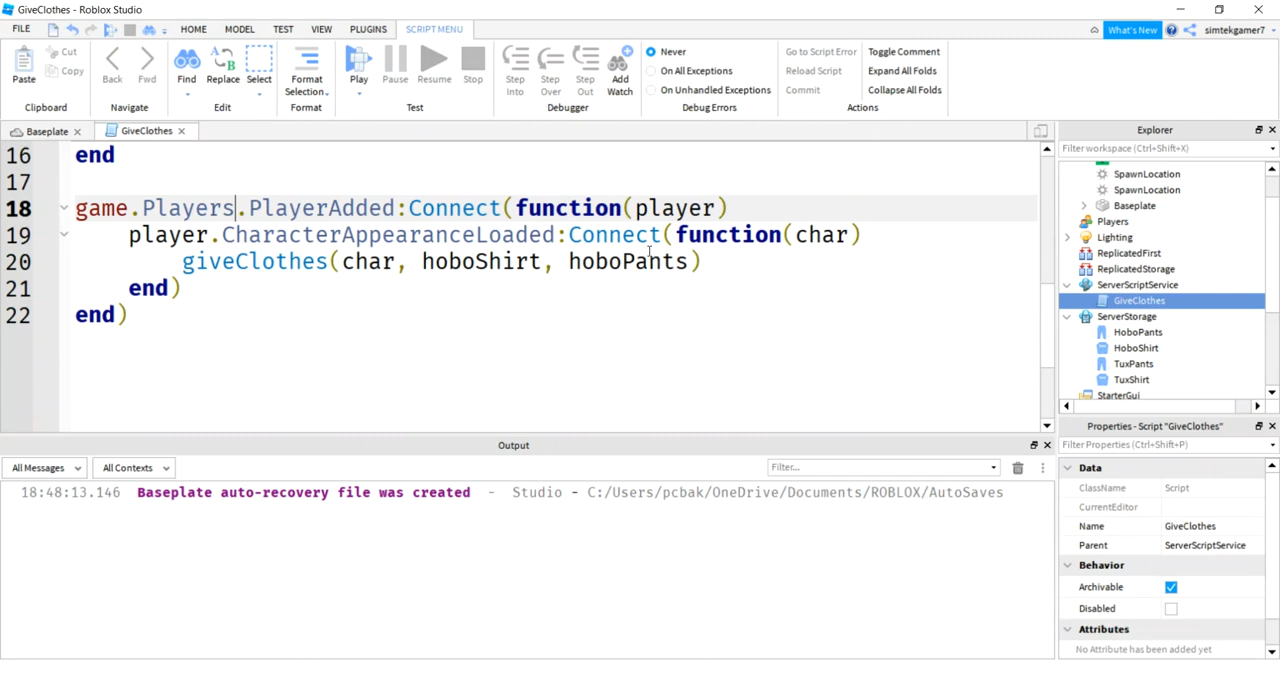 GiveClothes - Roblox Studio
FILE HOME MODEL TEST VIEW PLUGINS SCRIPT MENU What's New simtekgamer7
Paste Cut Copy Clipboard
Back Fwd Navigate
Find Replace Select Edit
Format Selection Format
Play Pause Resume Stop Test
Step Into Step Over Step Out Add Watch Debugger
Never
On All Exceptions
On Unhandled Exceptions
Debug Errors
Go to Script Error
Reload Script
Commit
Toggle Comment
Expand All Folds
Collapse All Folds
Actions
Baseplate GiveClothes
16 end
17
18 game.Players.PlayerAdded:Connect(function(player)
19 player.CharacterAppearanceLoaded:Connect(function(char)
20 giveClothes(char, hoboShirt, hoboPants)
21 end)
22 end)
Output
All Messages All Contexts Filter...
18:48:13.146 Baseplate auto-recovery file was created - Studio - C:/Users/pcbak/OneDrive/Documents/ROBLOX/AutoSaves
Explorer
Filter workspace (Ctrl+Shift+X)
SpawnLocation
SpawnLocation
Baseplate
Players
Lighting
ReplicatedFirst
ReplicatedStorage
ServerScriptService
GiveClothes
ServerStorage
HoboPants
HoboShirt
TuxPants
TuxShirt
StarterGui
Properties - Script "GiveClothes"
Filter Properties (Ctrl+Shift+P)
Data
ClassName Script
CurrentEditor
Name GiveClothes
Parent ServerScriptService
Behavior
Archivable
Disabled
Attributes
No Attribute has been added yet